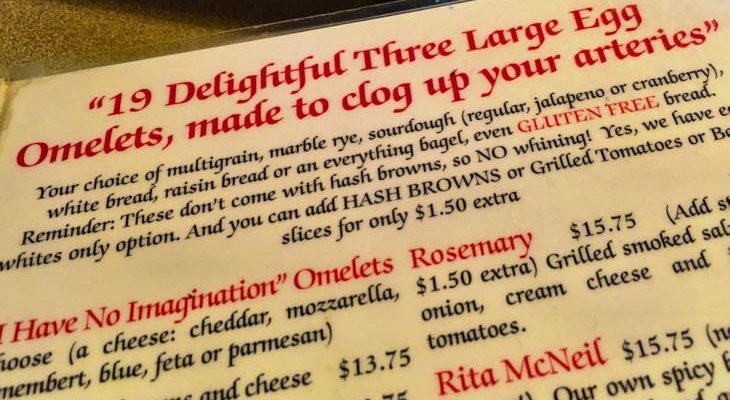 “19 Delightful Three Large Egg
Omelets, made to clog up your arteries”
Your choice of multigrain, marble rye, sourdough (regular, jalapeno or cranberry),
white bread, raisin bread or an everything bagel, even GLUTEN FREE bread.
Reminder: These don't come with hash browns, so NO whining! Yes, we have
whites only option. And you can add HASH BROWNS or Grilled Tomatoes or
slices for only $1.50 extra
I Have No Imagination” Omelets
(a cheese: cheddar, mozzarella,
blue, feta or parmesan)
and cheese $13.75
Rosemary $15.75 (Add
$1.50 extra) Grilled smoked
onion, cream cheese and
tomatoes.
Rita McNeil $15.75
Our own spicy